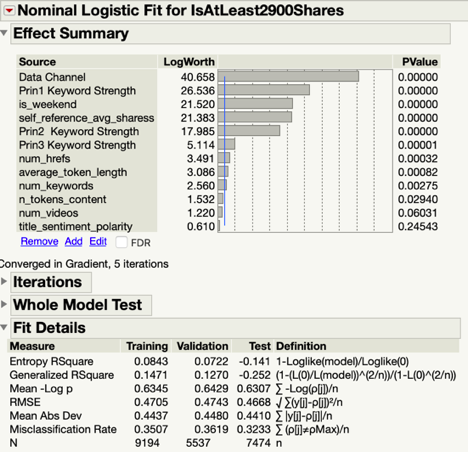 Nominal Logistic Fit for IsAtLeast2900Shares
Effect Summary
Source LogWorth PValue
Data Channel 40.658 0.00000
Prin1 Keyword Strength 26.536 0.00000
is_weekend 21.520 0.00000
self_reference_avg_sharess 21.383 0.00000
Prin2 Keyword Strength 17.985 0.00000
Prin3 Keyword Strength 5.114 0.00001
num_hrefs 3.491 0.00032
average_token_length 3.086 0.00082
num_keywords 2.560 0.00275
n_tokens_content 1.532 0.02940
num_videos 1.220 0.06031
title_sentiment_polarity 0.610 0.24543
Remove Add Edit FDR
Converged in Gradient, 5 iterations
Iterations
Whole Model Test
Fit Details
Measure Training Validation Test Definition
Entropy RSquare 0.0843 0.0722 -0.141 1-Loglike(model)/Loglike(0)
Generalized RSquare 0.1471 0.1270 -0.252 (1-(L(0)/L(model))^(2/n))/(1-L(0)^(2/n))
Mean -Log p 0.6345 0.6429 0.6307 ∑ -Log(ρ[j])/n
RMSE 0.4705 0.4743 0.4668 √ ∑(y[j]-ρ[j])²/n
Mean Abs Dev 0.4437 0.4480 0.4410 ∑ |y[j]-ρ[j]|/n
Misclassification Rate 0.3507 0.3619 0.3233 ∑ (ρ[j]≠ρMax)/n
N 9194 5537 7474 n